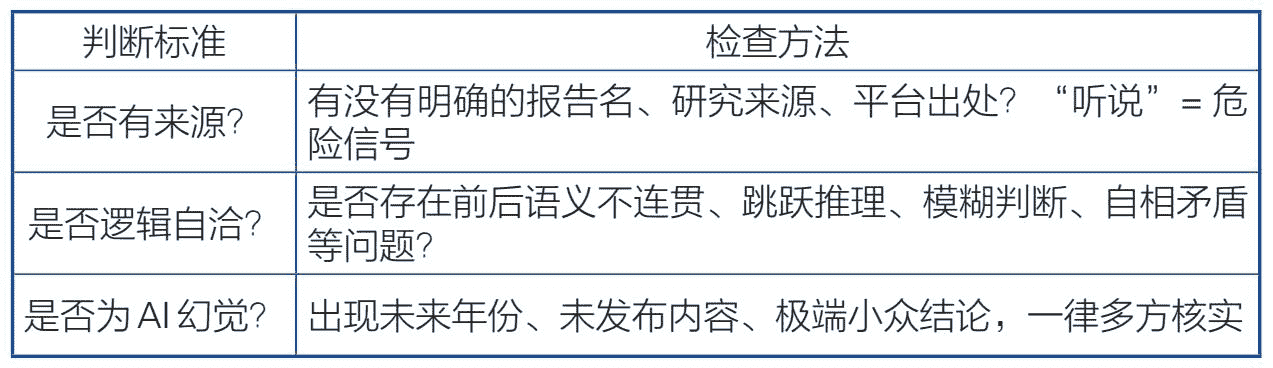 判断标准 检查方法
是否有来源？ 有没有明确的报告名、研究来源、平台出处？“听说”= 危
险信号
是否逻辑自洽？ 是否存在前后语义不连贯、跳跃推理、模糊判断、自相矛盾
等问题？
是否为 AI 幻觉？ 出现未来年份、未发布内容、极端小众结论，一律多方核实